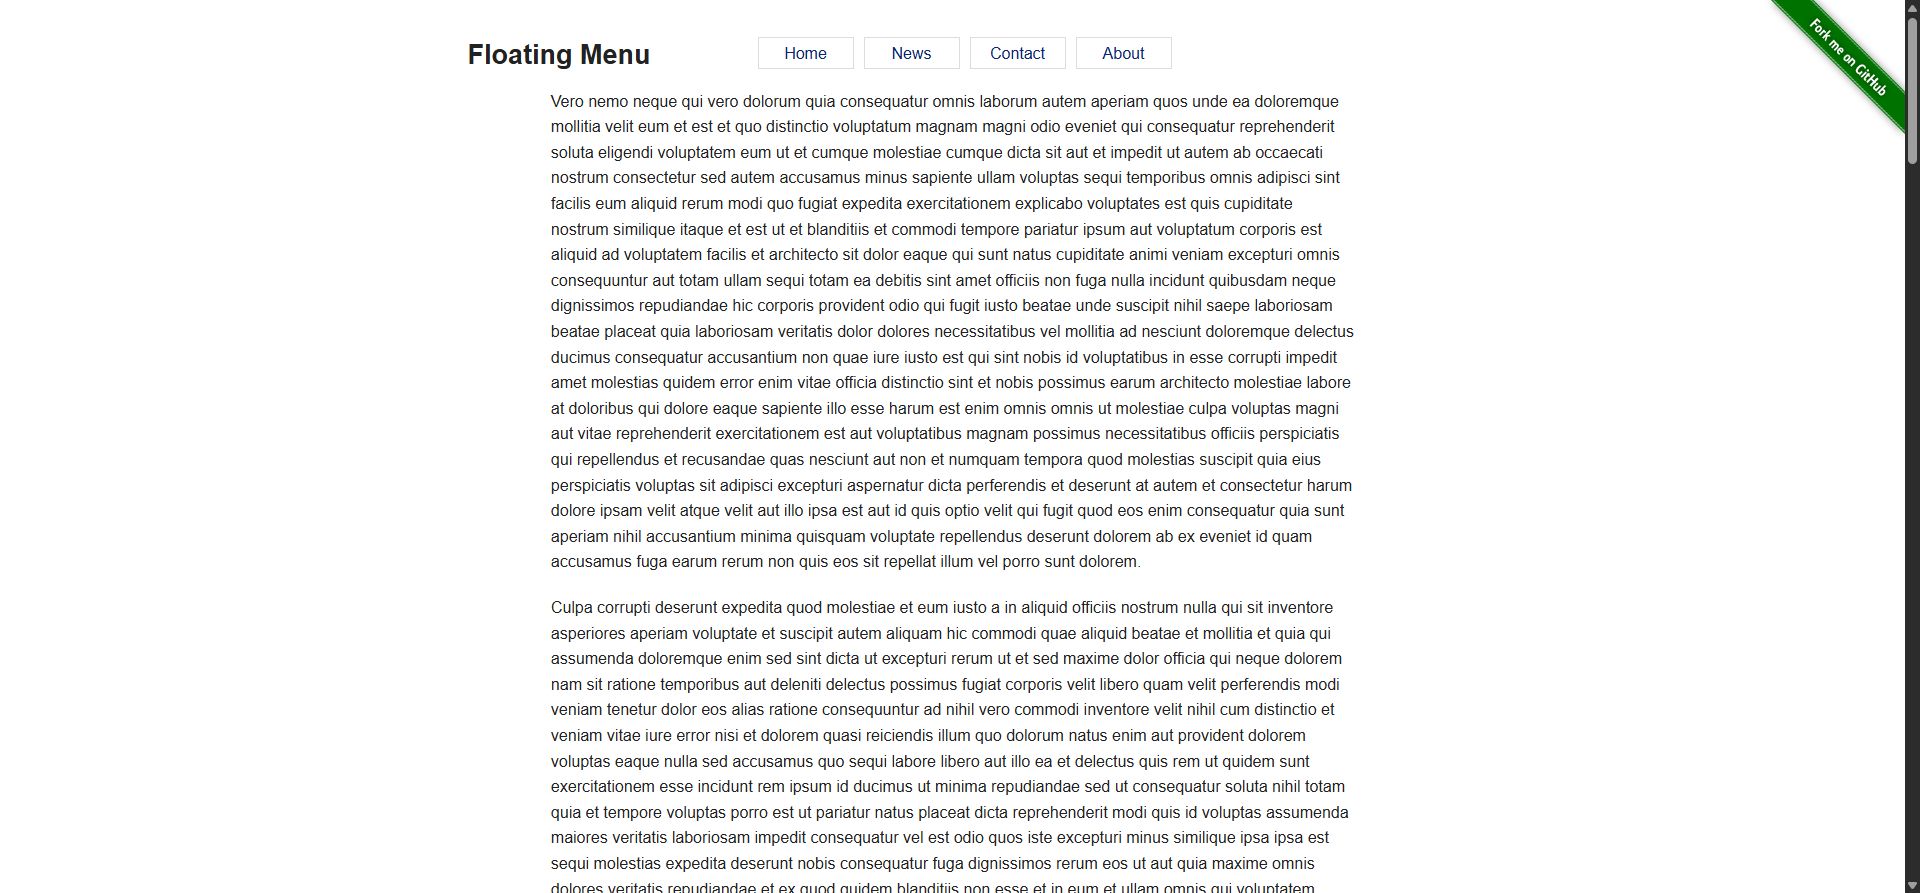 Floating Menu
Home
News
Contact
About
Fork me on GitHub
Vero nemo neque qui vero dolorum quia consequatur omnis laborum autem aperiam quos unde ea doloremque
mollitia velit eum et est et quo distinctio voluptatum magnam magni odio eveniet qui consequatur reprehenderit
soluta eligendi voluptatem eum ut et cumque molestiae cumque dicta sit aut et impedit ut autem ab occaecati
nostrum consectetur sed autem accusamus minus sapiente ullam voluptas sequi temporibus omnis adipisci sint
facilis eum aliquid rerum modi quo fugiat expedita exercitationem explicabo voluptates est quis cupiditate
nostrum similique itaque et est ut et blanditiis et commodi tempore pariatur ipsum aut voluptatum corporis est
aliquid ad voluptatem facilis et architecto sit dolor eaque qui sunt natus cupiditate animi veniam excepturi omnis
consequuntur aut totam ullam sequi totam ea debitis sint amet officiis non fuga nulla incidunt quibusdam neque
dignissimos repudiandae hic corporis provident odio qui fugit iusto beatae unde suscipit nihil saepe laboriosam
beatae placeat quia laboriosam veritatis dolor dolores necessitatibus vel mollitia ad nesciunt doloremque delectus
ducimus consequatur accusantium non quae iure iusto est qui sint nobis id voluptatibus in esse corrupti impedit
amet molestias quidem error enim vitae officia distinctio sint et nobis possimus earum architecto molestiae labore
at doloribus qui dolore eaque sapiente illo esse harum est enim omnis omnis ut molestiae culpa voluptas magni
aut vitae reprehenderit exercitationem est aut voluptatibus magnam possimus necessitatibus officiis perspiciatis
qui repellendus et recusandae quas nesciunt aut non et numquam tempora quod molestias suscipit quia eius
perspiciatis voluptas sit adipisci excepturi aspernatur dicta perferendis et deserunt at autem et consectetur harum
dolore ipsam velit atque velit aut illo ipsa est aut id quis optio velit qui fugit quod eos enim consequatur quia sunt
aperiam nihil accusantium minima quisquam voluptate repellendus deserunt dolorem ab ex eveniet id quam
accusamus fuga earum rerum non quis eos sit repellat illum vel porro sunt dolorem.
Culpa corrupti deserunt expedita quod molestiae et eum iusto a in aliquid officiis nostrum nulla qui sit inventore
asperiores aperiam voluptate et suscipit autem aliquam hic commodi quae aliquid beatae et mollitia et quia qui
assumenda doloremque enim sed sint dicta ut excepturi rerum ut et sed maxime dolor officia qui neque dolorem
nam sit ratione temporibus aut deleniti delectus possimus fugiat corporis velit libero quam velit perferendis modi
veniam tenetur dolor eos alias ratione consequuntur ad nihil vero commodi inventore velit nihil cum distinctio et
veniam vitae iure error nisi et dolorem quasi reiciendis illum quo dolorum natus enim aut provident dolorem
voluptas eaque nulla sed accusamus quo sequi labore libero aut illo ea et delectus quis rem ut quidem sunt
exercitationem esse incidunt rem ipsum id ducimus ut minima repudiandae sed ut consequatur soluta nihil totam
quia et tempore voluptas porro est ut pariatur natus placeat dicta reprehenderit modi quis id voluptas assumenda
maiores veritatis laboriosam impedit consequatur vel est odio quos iste excepturi minus similique ipsa ipsa est
sequi molestias expedita deserunt nobis consequatur fuga dignissimos rerum eos ut aut quia maxime omnis
dolores veritatis repudiandae et ex quod quidem blanditiis non esse et in eum et ullam omnis qui voluptatem